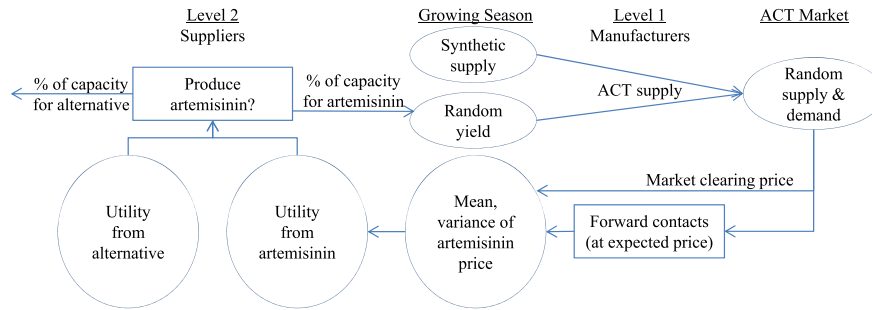 Level 2
Suppliers
Growing Season
Level 1
Manufacturers
ACT Market
Synthetic
supply
% of capacity
for alternative
Produce
artemisinin?
% of capacity
for artemisinin
Random
yield
ACT supply
Random
supply &
demand
Market clearing price
Utility
from
alternative
Utility
from
artemisinin
Mean,
variance of
artemisinin
price
Forward contacts
(at expected price)